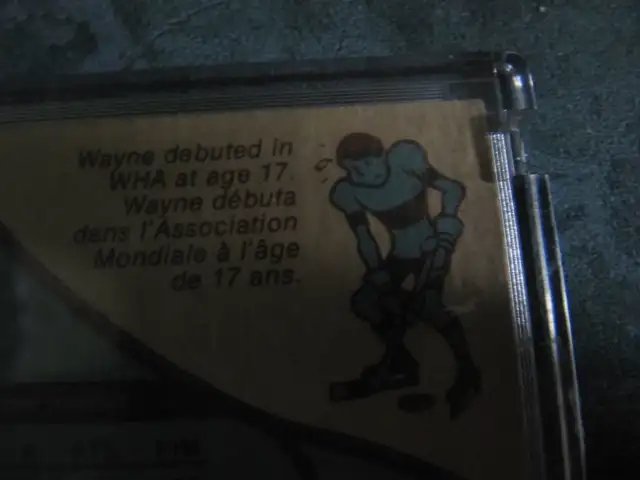 Wayne debuted in
WHA at age 17.
Wayne débuta
dans l'Association
Mondiale à l'âge
de 17 ans.